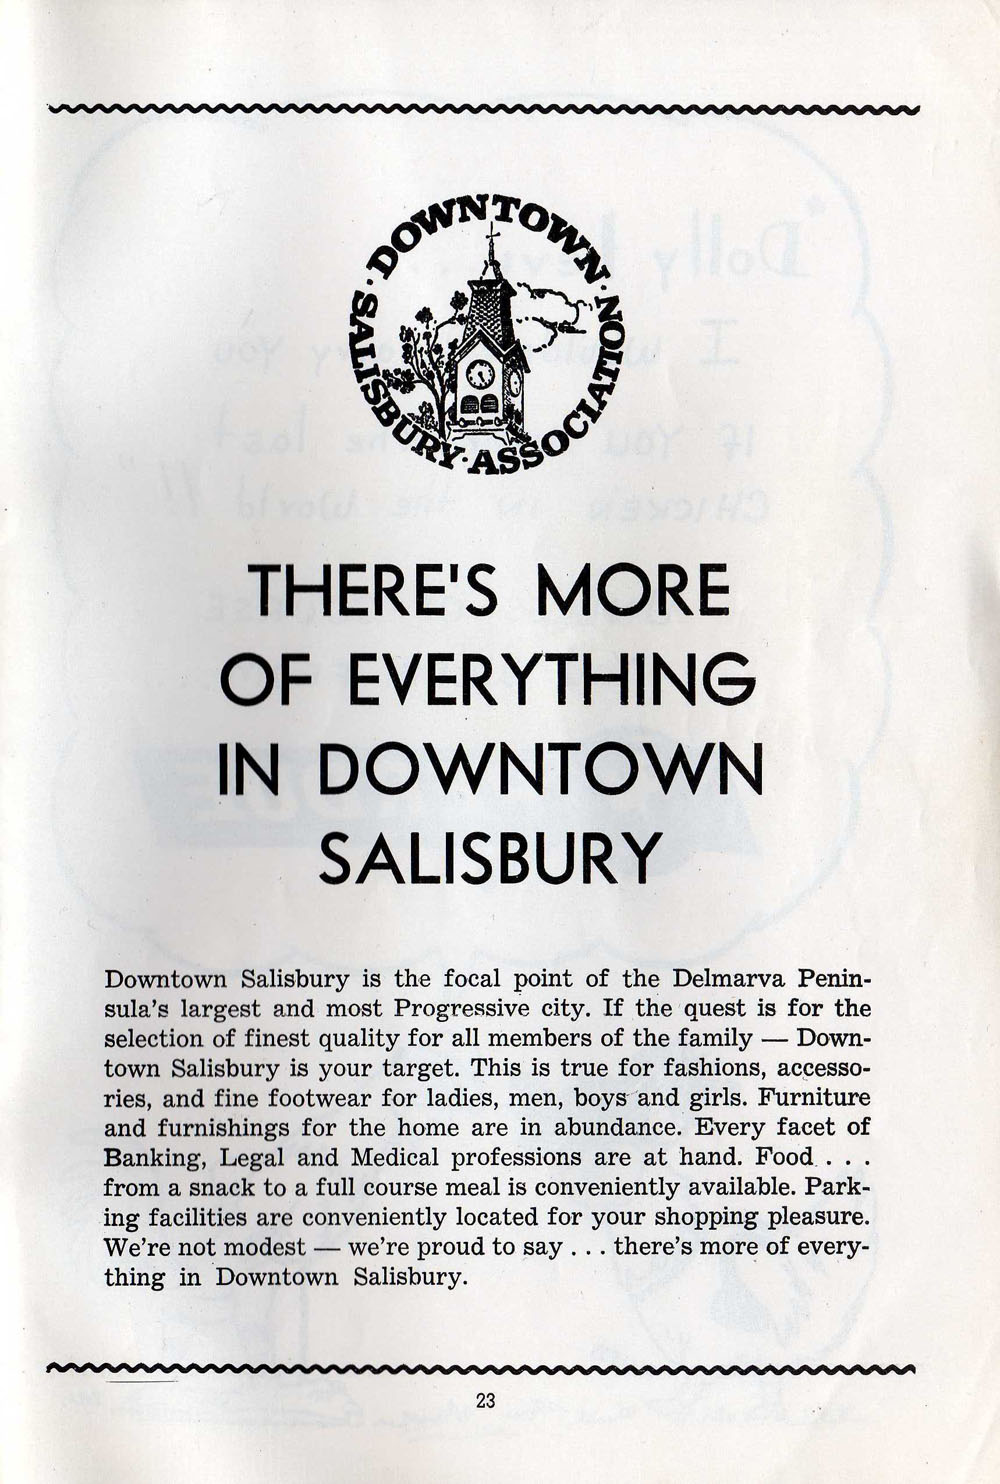 DOWNTOWN · SALISBURY · ASSOCIATION ·
THERE'S MORE
OF EVERYTHING
IN DOWNTOWN
SALISBURY
Downtown Salisbury is the focal point of the Delmarva Penin-
sula's largest and most Progressive city. If the quest is for the
selection of finest quality for all members of the family — Down-
town Salisbury is your target. This is true for fashions, accesso-
ries, and fine footwear for ladies, men, boys and girls. Furniture
and furnishings for the home are in abundance. Every facet of
Banking, Legal and Medical professions are at hand. Food . . .
from a snack to a full course meal is conveniently available. Park-
ing facilities are conveniently located for your shopping pleasure.
We're not modest — we're proud to say . . . there's more of every-
thing in Downtown Salisbury.
23